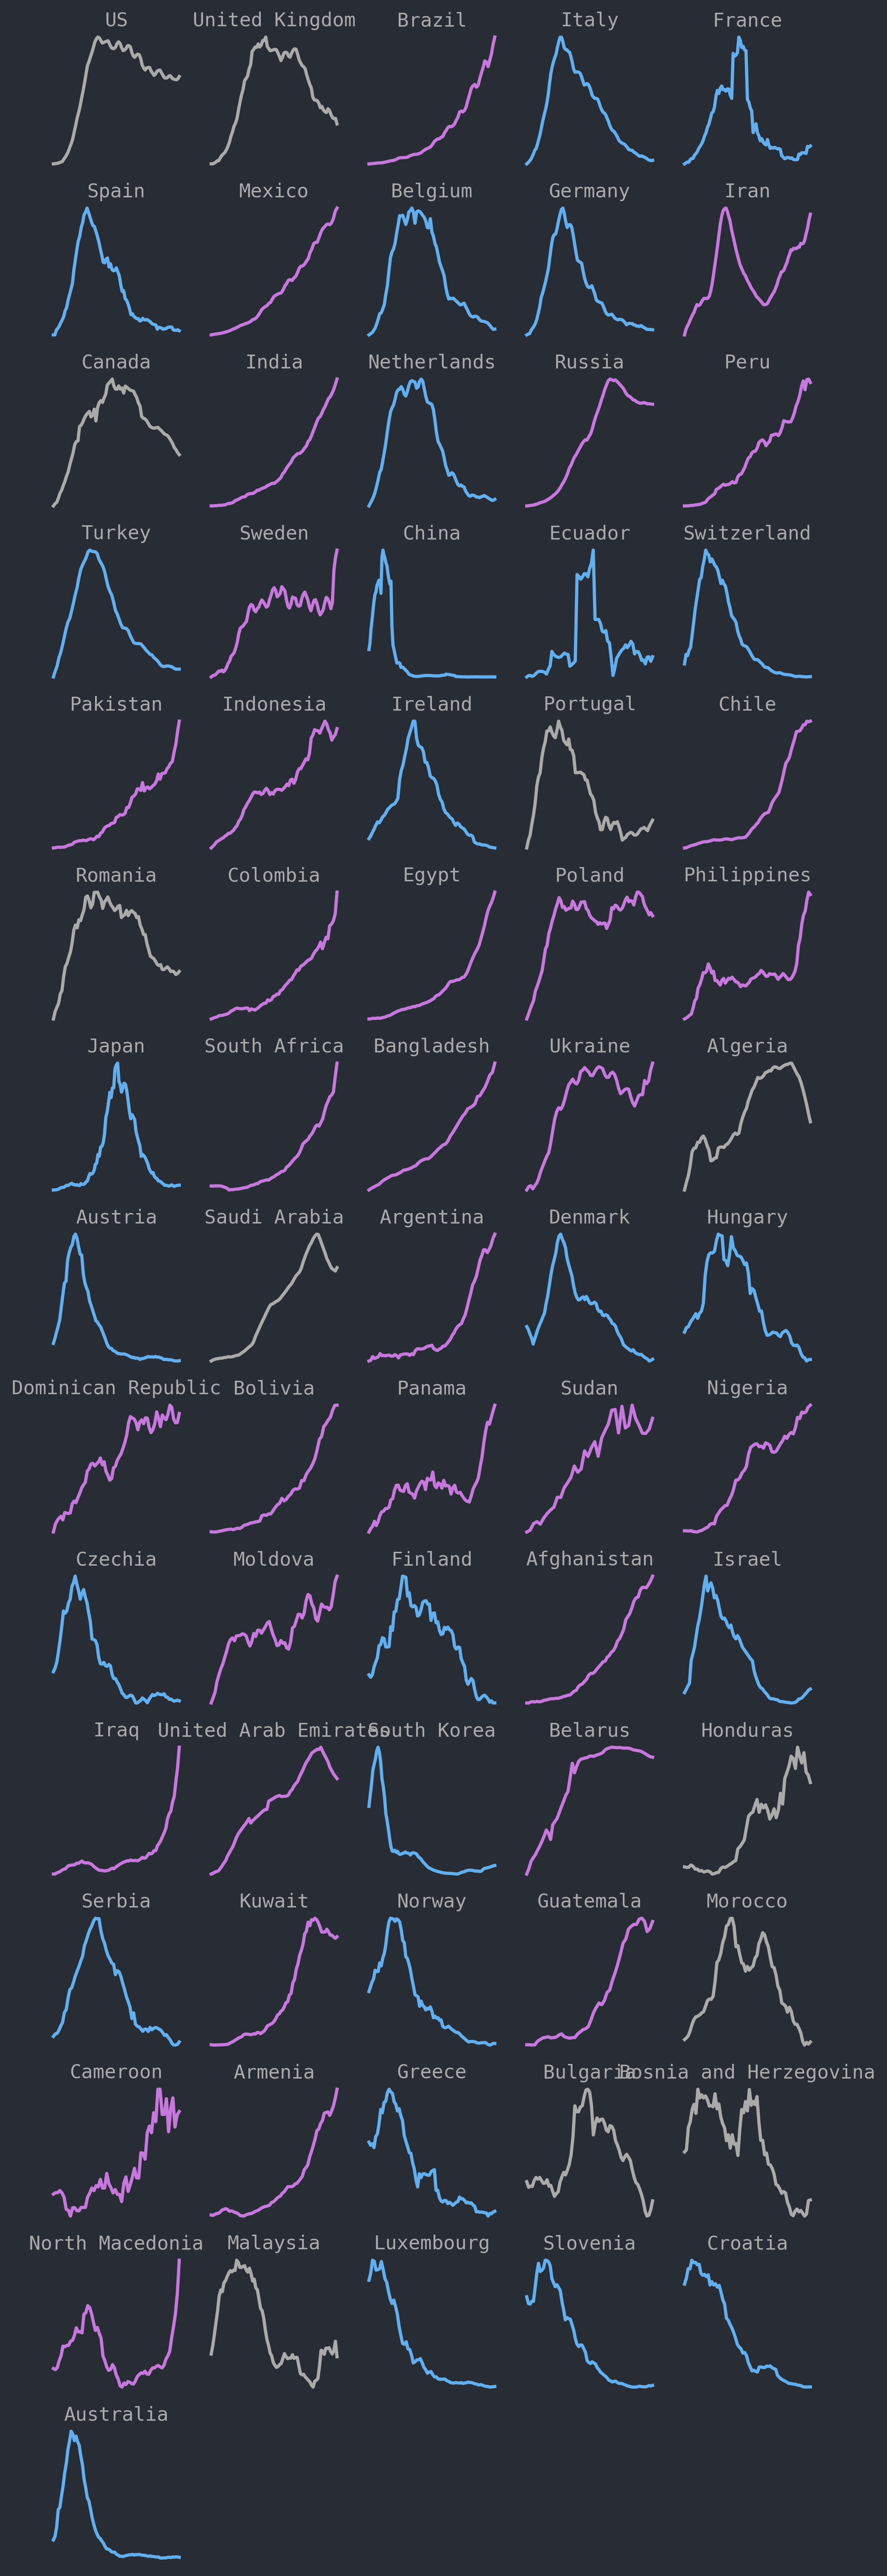 US United Kingdom Brazil Italy France
Spain Mexico Belgium Germany Iran
Canada India Netherlands Russia Peru
Turkey Sweden China Ecuador Switzerland
Pakistan Indonesia Ireland Portugal Chile
Romania Colombia Egypt Poland Philippines
Japan South Africa Bangladesh Ukraine Algeria
Austria Saudi Arabia Argentina Denmark Hungary
Dominican Republic Bolivia Panama Sudan Nigeria
Czechia Moldova Finland Afghanistan Israel
Iraq United Arab Emirates South Korea Belarus Honduras
Serbia Kuwait Norway Guatemala Morocco
Cameroon Armenia Greece Bulgaria Bosnia and Herzegovina
North Macedonia Malaysia Luxembourg Slovenia Croatia
Australia